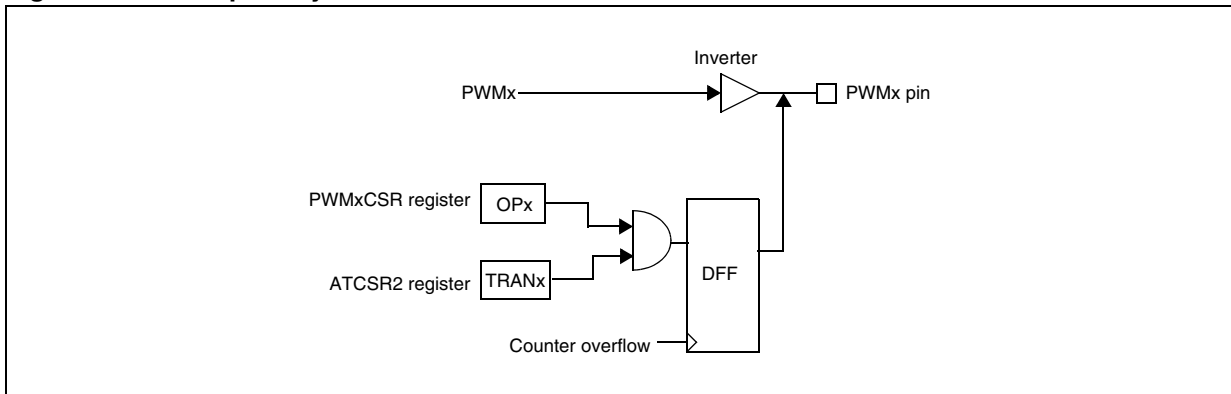 Inverter
PWMx
PWMx pin
PWMxCSR register
OPx
ATCSR2 register
TRANx
DFF
Counter overflow